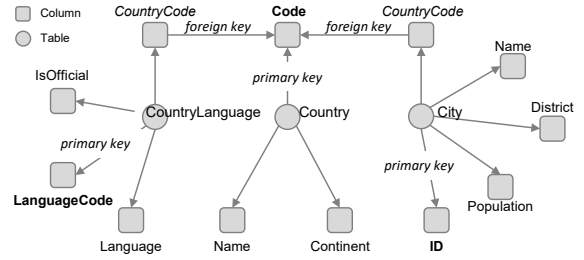 Column
Table
CountryCode
Code
CountryCode
foreign key
foreign key
Name
IsOfficial
primary key
District
CountryLanguage
Country
City
primary key
primary key
LanguageCode
Population
Language
Name
Continent
ID